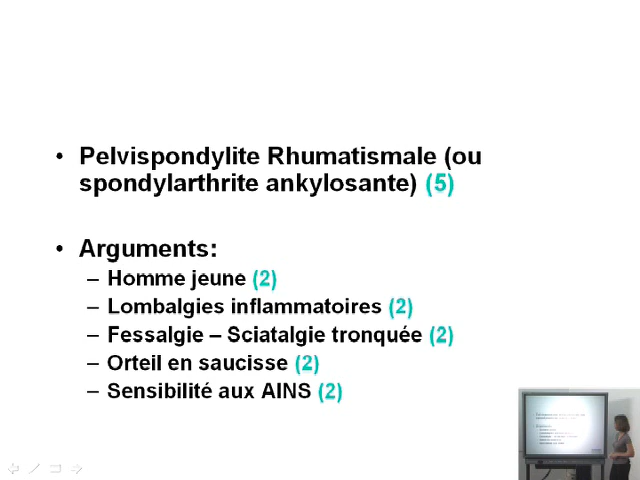 • Pelvispondylite Rhumatismale (ou
spondylarthrite ankylosante) (5)
• Arguments:
– Homme jeune (2)
– Lombalgies inflammatoires (2)
– Fessalgie – Sciatalgie tronquée (2)
– Orteil en saucisse (2)
– Sensibilité aux AINS (2)